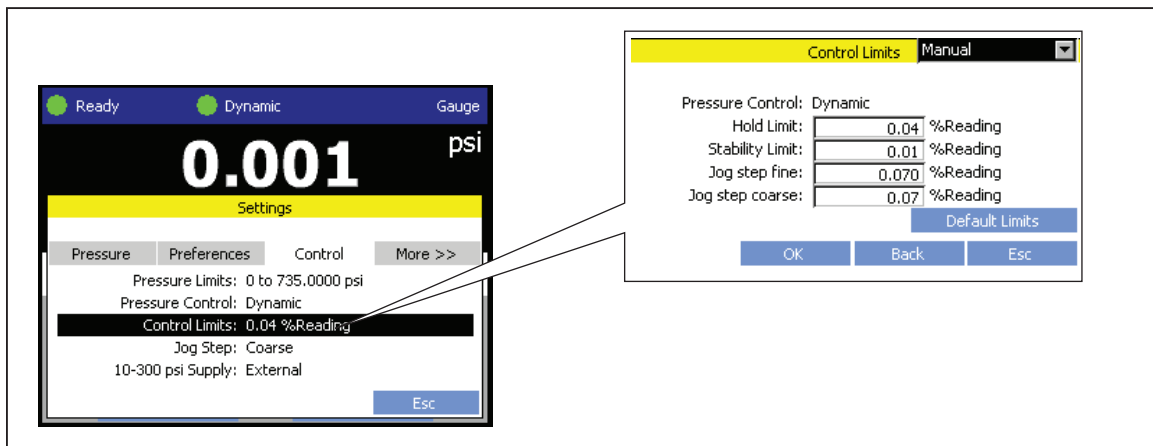 Ready Dynamic Gauge
0.001 psi
Settings
Pressure Preferences Control More >>
Pressure Limits: 0 to 735.0000 psi
Pressure Control: Dynamic
Control Limits: 0.04 %Reading
Jog Step: Coarse
10-300 psi Supply: External
Esc
Control Limits Manual
Pressure Control: Dynamic
Hold Limit: 0.04 %Reading
Stability Limit: 0.01 %Reading
Jog step fine: 0.070 %Reading
Jog step coarse: 0.07 %Reading
Default Limits
OK Back Esc